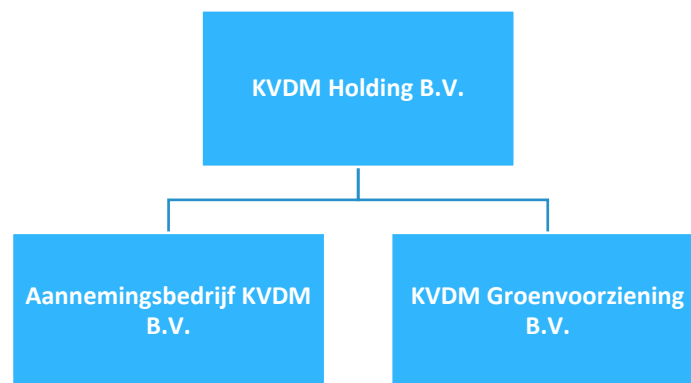 KVDM Holding B.V.
Aannemingsbedrijf KVDM
B.V.
KVDM Groenvoorziening
B.V.